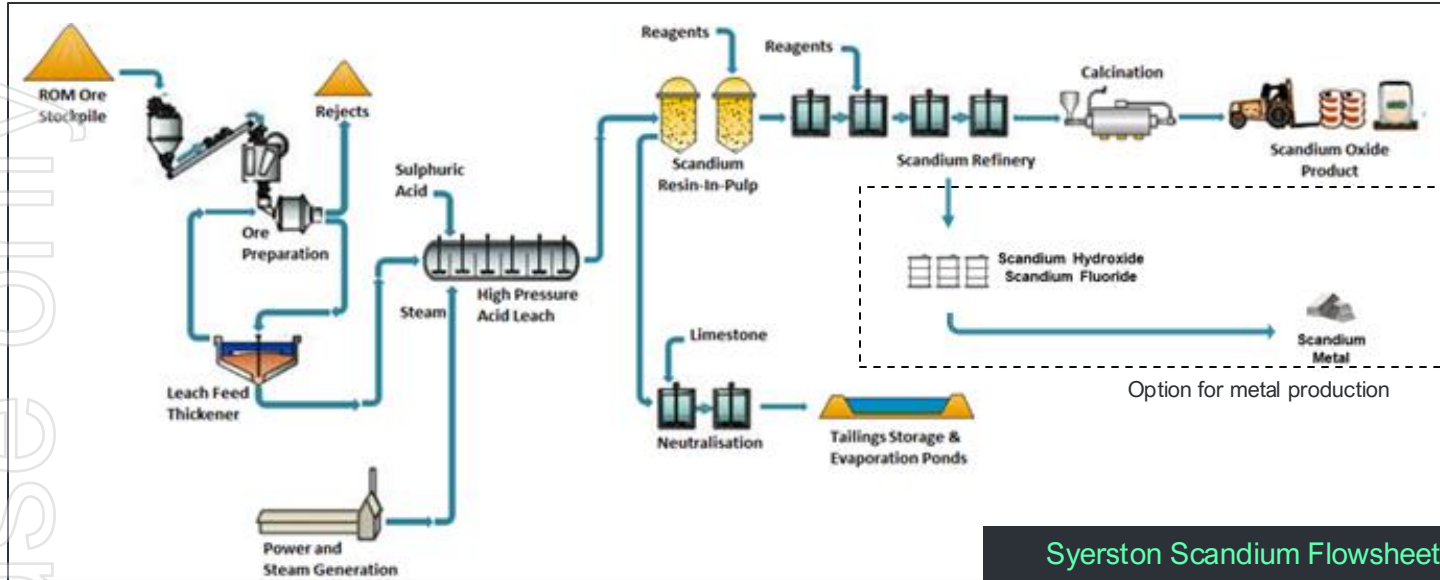 Reagents
Reagents
Calcination
ROM Ore
Stockpile
Rejects
Sulphuric
Acid
Scandium
Resin-In-Pulp
Scandium Refinery
Scandium Oxide
Product
Ore
Preparation
Scandium Hydroxide
Scandium Fluoride
High Pressure
Acid Leach
Steam
Limestone
Scandium
Metal
Leach Feed
Thickener
Option for metal production
Neutralisation
Tailings Storage &
Evaporation Ponds
Power and
Steam Generation
Syerston Scandium Flowsheet
use only